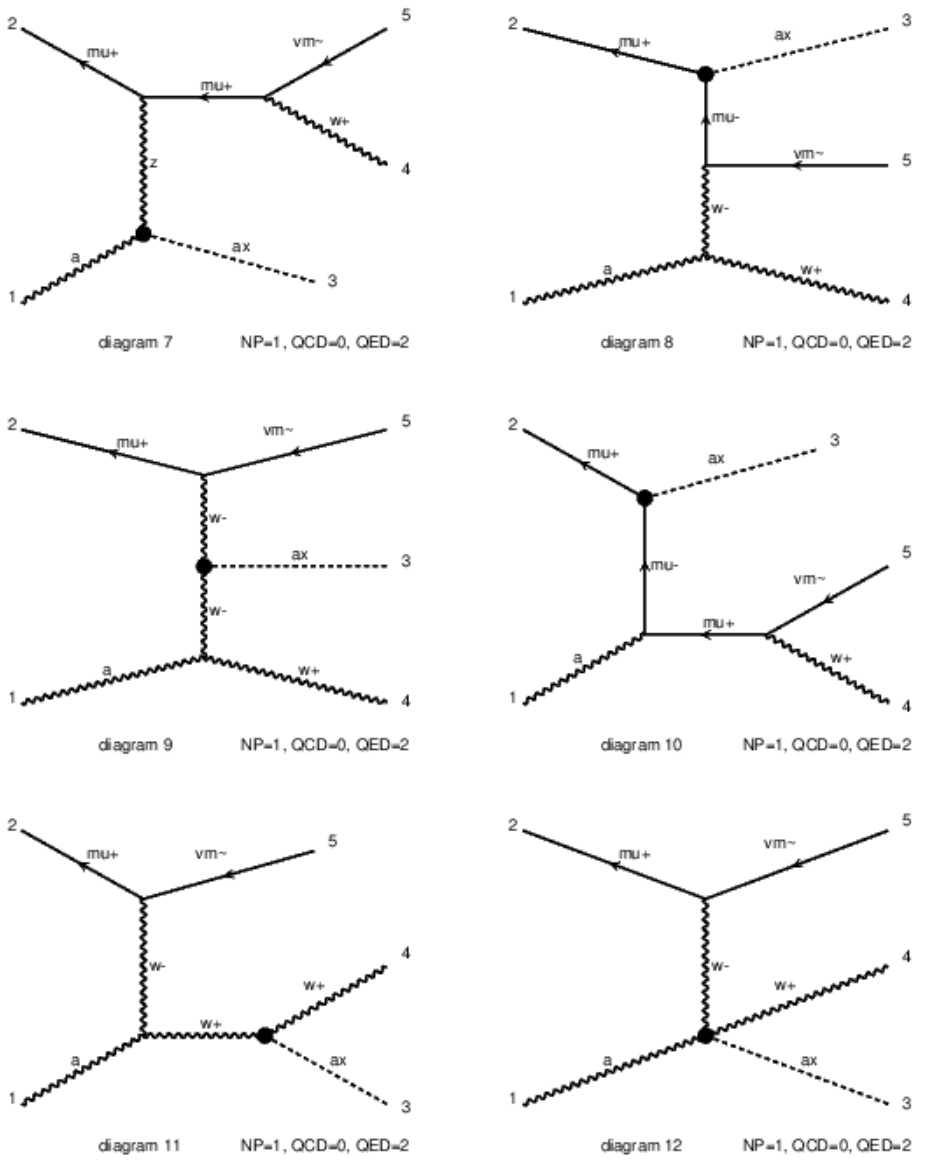 2 mu+ vm~ 5
mu+
w+
z
4
a ax
1 3
diagram 7 NP=1, QCD=0, QED=2
2 mu+ ax 3
mu-
vm~ 5
w-
a w+
1 4
diagram 8 NP=1, QCD=0, QED=2
2 mu+ vm~ 5
w-
ax 3
w-
a w+
1 4
diagram 9 NP=1, QCD=0, QED=2
2 mu+ ax 3
mu- vm~ 5
mu+
a w+
1 4
diagram 10 NP=1, QCD=0, QED=2
2 mu+ vm~ 5
w- w+ 4
w+
a ax
1 3
diagram 11 NP=1, QCD=0, QED=2
2 mu+ vm~ 5
w- w+ 4
a ax
1 3
diagram 12 NP=1, QCD=0, QED=2